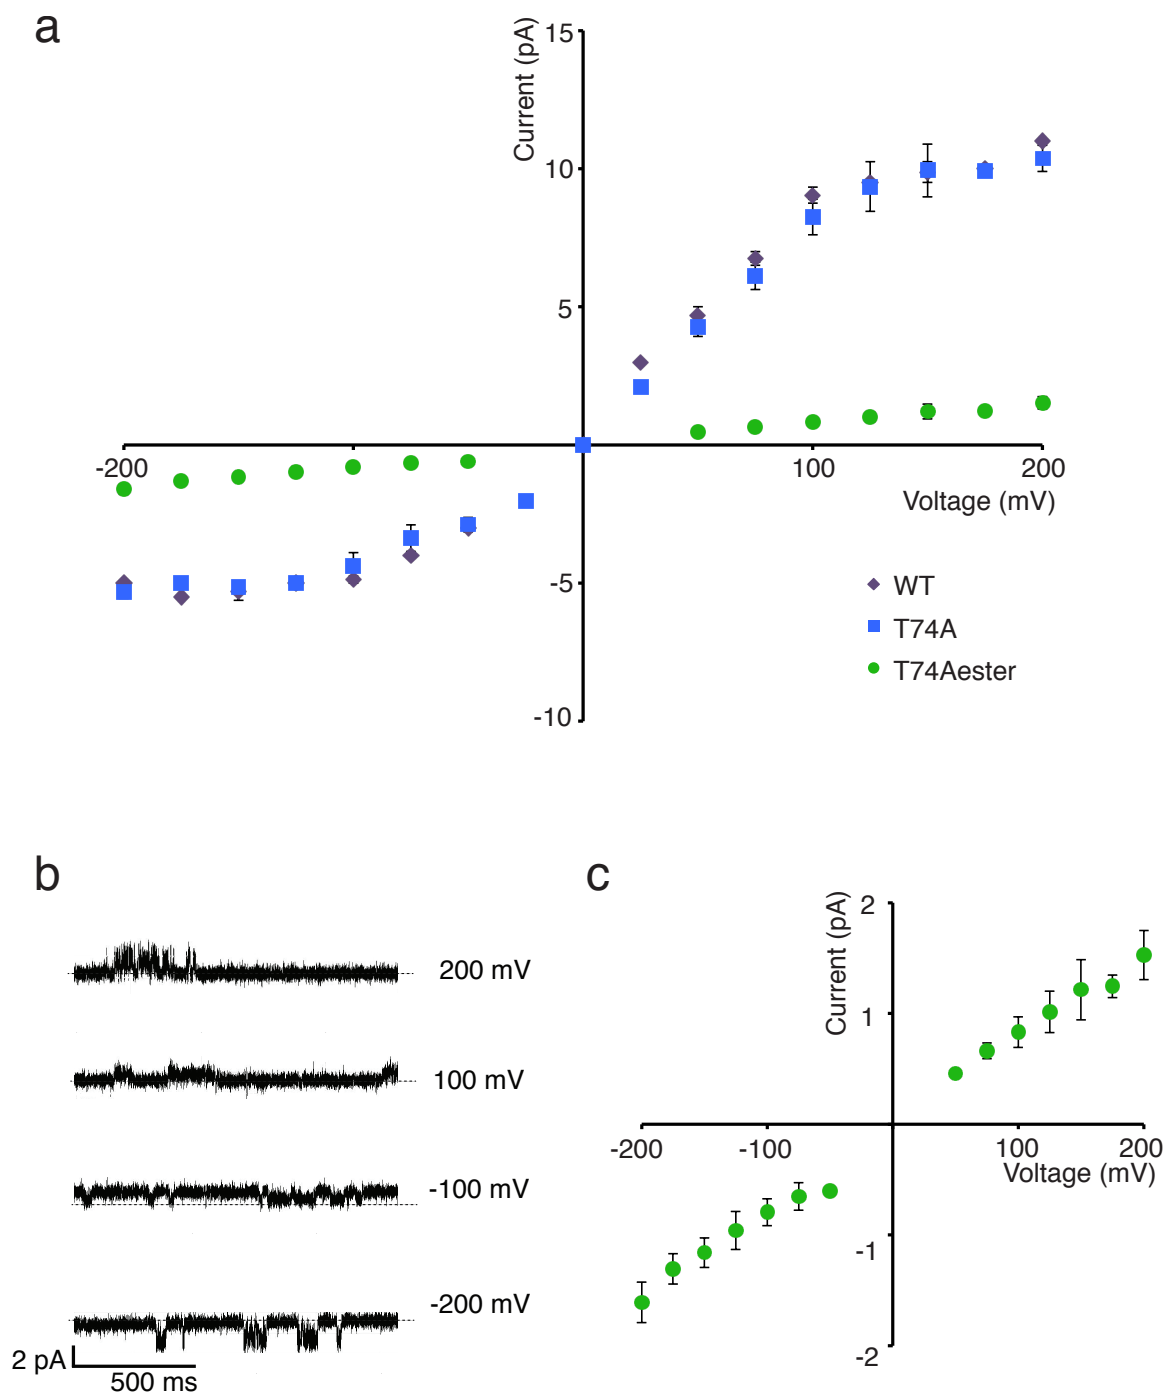 a
Current (pA)
15
10
5
-200
100
200
Voltage (mV)
-5
-10
WT
T74A
T74Aester
b
200 mV
100 mV
-100 mV
-200 mV
2 pA
500 ms
c
Current (pA)
2
1
-200
-100
100
200
Voltage (mV)
-1
-2